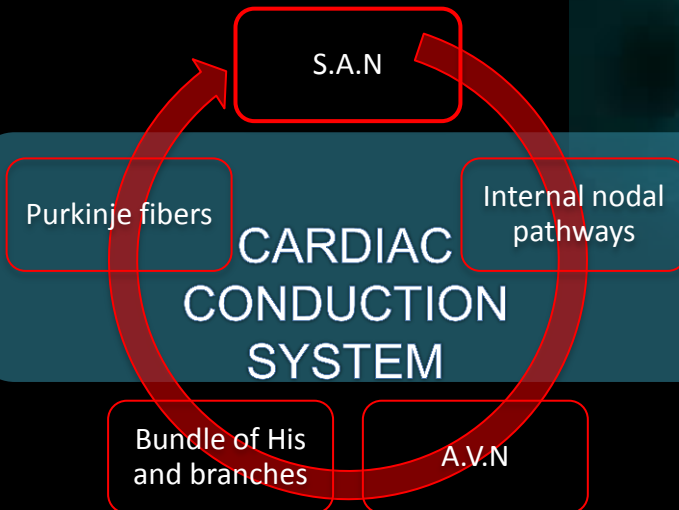 S.A.N
Internal nodal
pathways
A.V.N
Bundle of His
and branches
Purkinje fibers
CARDIAC
CONDUCTION
SYSTEM